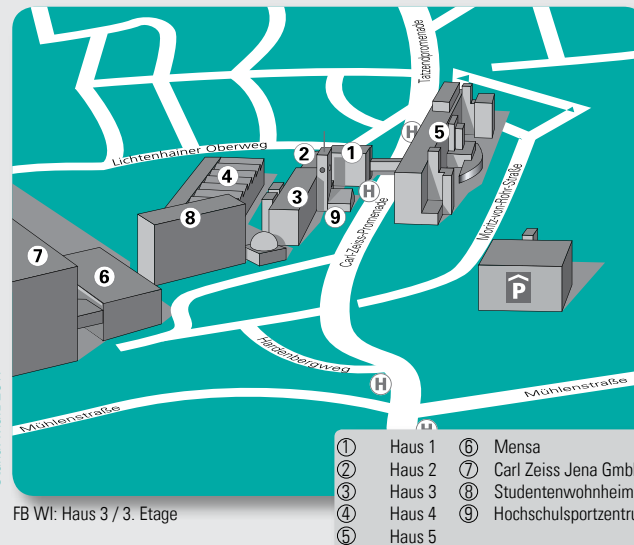 Tatzendpromenade
H
5
2
1
Lichtenhainer Oberweg
4
H
3
9
8
Carl-Zeiss-Promenade
Moritz-von-Rohr-Straße
7
6
P
Hardenbergweg
H
Mühlenstraße
Mühlenstraße
H
① Haus 1 ⑥ Mensa
② Haus 2 ⑦ Carl Zeiss Jena
③ Haus 3 ⑧ Studentenwohnheim
④ Haus 4 ⑨
⑤ Haus 5
FB WI: Haus 3 / 3. Etage